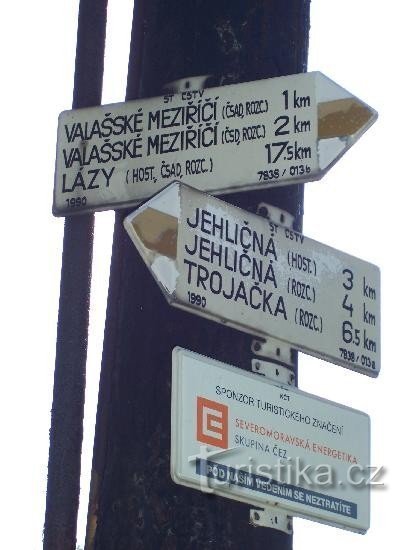 ST ČSTV
VALAŠSKÉ MEZIŘÍČÍ (ČSAD, ROZC.) 1 km
VALAŠSKÉ MEZIŘÍČÍ (ČSD, ROZC.) 2 km
LÁZY (HOST., ČSAD, ROZC.) 17.5 km
1990 7838 / 013b
ST ČSTV
JEHLIČNÁ (HOST.) 3 km
JEHLIČNÁ (ROZC.) 4 km
TROJAČKA (ROZC.) 6.5 km
1990 7838 / 013a
KČT
SPONZOR TURISTICKÉHO ZNAČENÍ
SEVEROMORAVSKÁ ENERGETIKA
SKUPINA ČEZ
POD NAŠÍM VEDENÍM SE NEZTRATÍTE
Turistika.cz